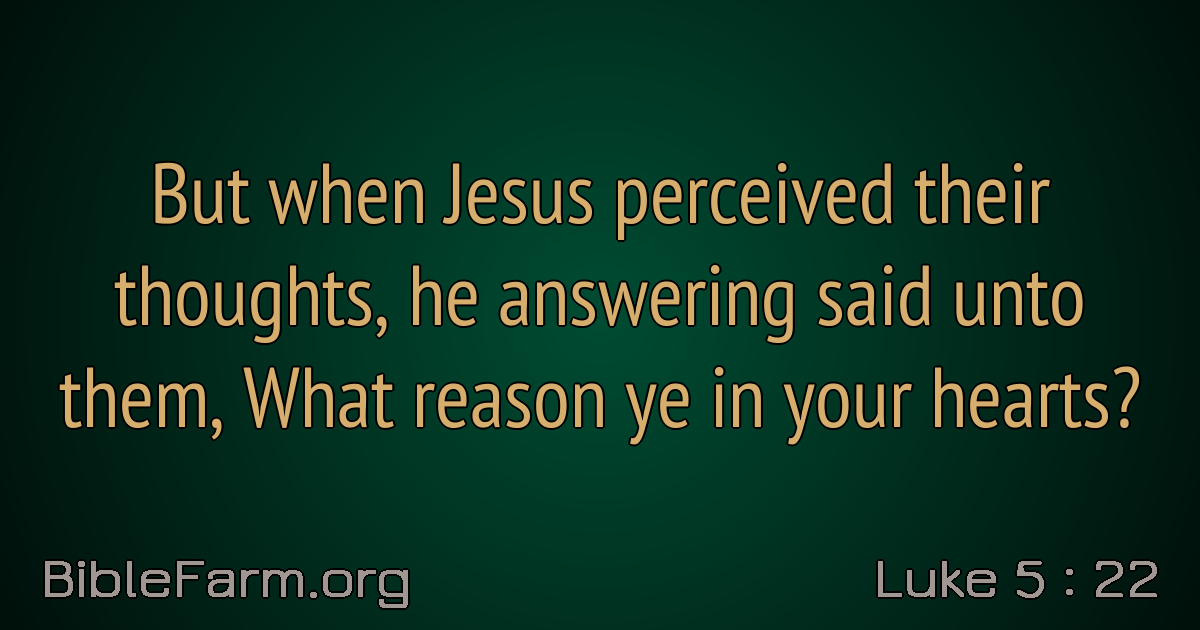 But when Jesus perceived their
thoughts, he answering said unto
them, What reason ye in your hearts?
BibleFarm.org
Luke 5 : 22